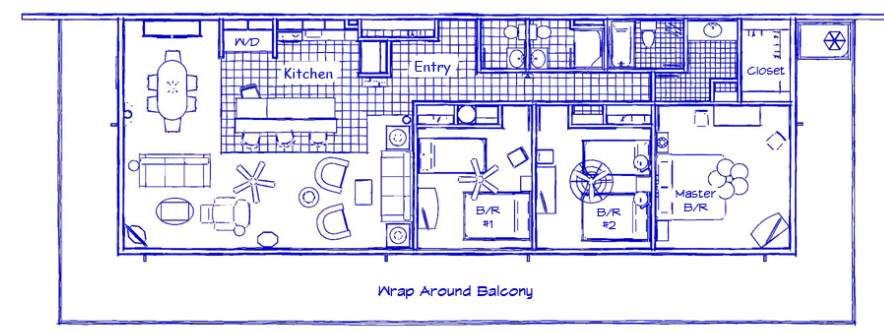 W/D
Kitchen
Entry
Closet
B/R
#1
B/R
#2
Master
B/R
Wrap Around Balcony